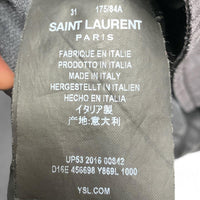 31 175/84A
SAINT LAURENT
PARIS
FABRIQUE EN ITALIE
FABBRICATO IN ITALIA
MADE IN ITALY
HERGESTELLT IN ITALIEN
HECHO EN ITALIA
イタリア製
产地:意大利
UP53 2016 00S42
D16E 456698 Y869L 1000
YSL.COM